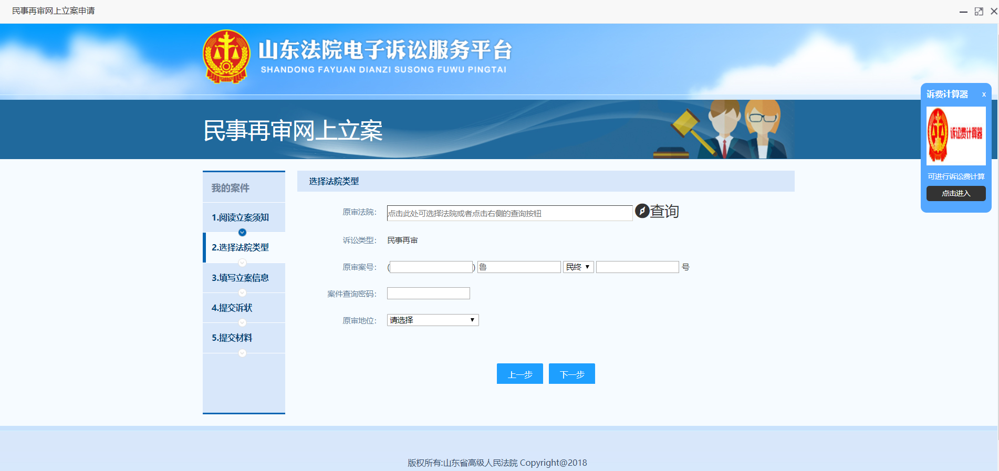 民事再审网上立案申请
山东法院电子诉讼服务平台
SHANDONG FAYUAN DIANZI SUSONG FUWU PINGTAI
诉费计算器 x
诉讼费计算器
可进行诉讼费计算
点击进入
民事再审网上立案
我的案件
1.阅读立案须知
2.选择法院类型
3.填写立案信息
4.提交诉状
5.提交材料
选择法院类型
原审法院: 点击此处可选择法院或者点击右侧的查询按钮 查询
诉讼类型: 民事再审
原审案号: ( ) 鲁 民终 号
案件查询密码:
原审地位: 请选择
上一步 下一步
版权所有:山东省高级人民法院 Copyright@2018